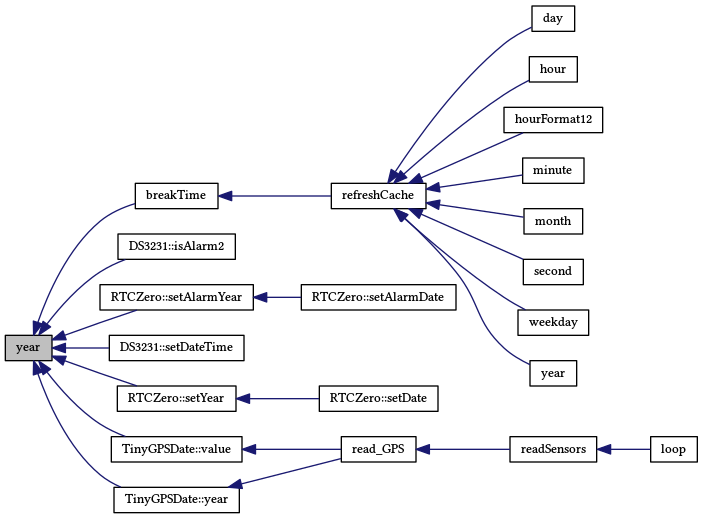 day
hour
hourFormat12
minute
breakTime
refreshCache
month
DS3231::isAlarm2
second
RTCZero::setAlarmYear
RTCZero::setAlarmDate
weekday
year
DS3231::setDateTime
year
RTCZero::setYear
RTCZero::setDate
TinyGPSDate::value
read_GPS
readSensors
loop
TinyGPSDate::year